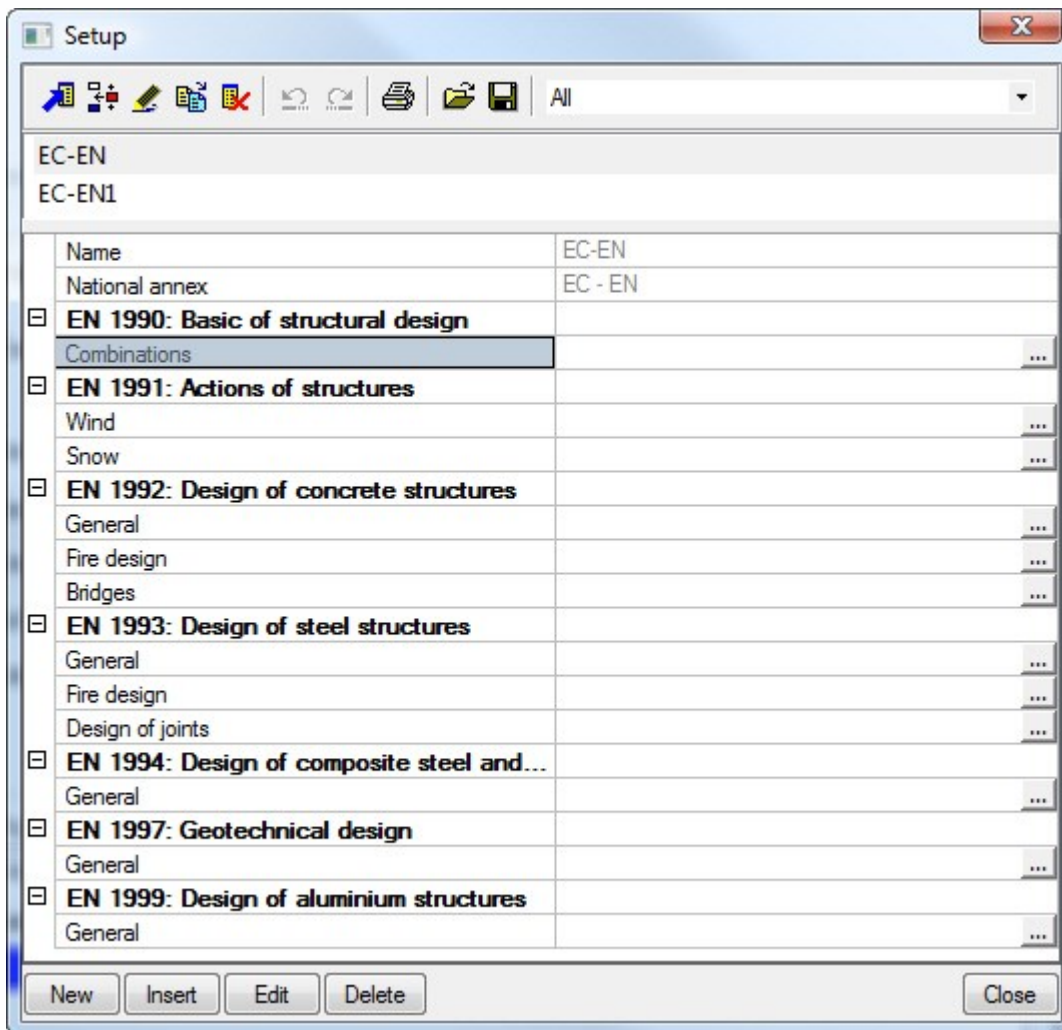 Setup
All
EC-EN
EC-EN1
Name EC-EN
National annex EC - EN
EN 1990: Basic of structural design
Combinations ...
EN 1991: Actions of structures
Wind ...
Snow ...
EN 1992: Design of concrete structures
General ...
Fire design ...
Bridges ...
EN 1993: Design of steel structures
General ...
Fire design ...
Design of joints ...
EN 1994: Design of composite steel and...
General ...
EN 1997: Geotechnical design
General ...
EN 1999: Design of aluminium structures
General ...
New Insert Edit Delete Close